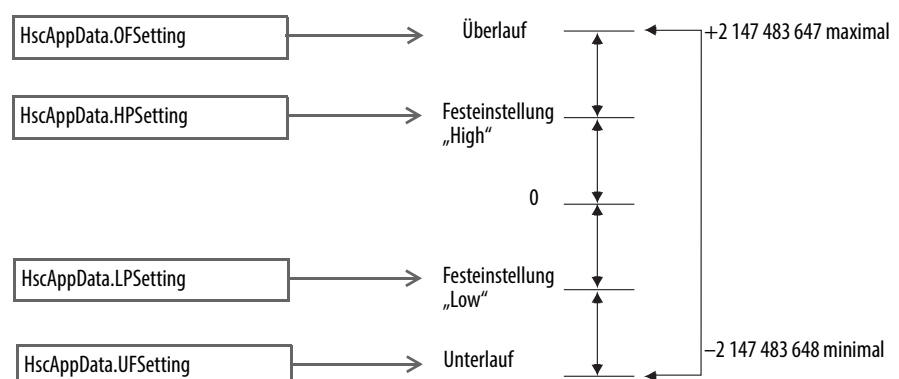 HscAppData.OFSetting
Überlauf
+2 147 483 647 maximal
HscAppData.HPSetting
Festeinstellung
„High“
0
HscAppData.LPSetting
Festeinstellung
„Low“
HscAppData.UFSetting
Unterlauf
–2 147 483 648 minimal